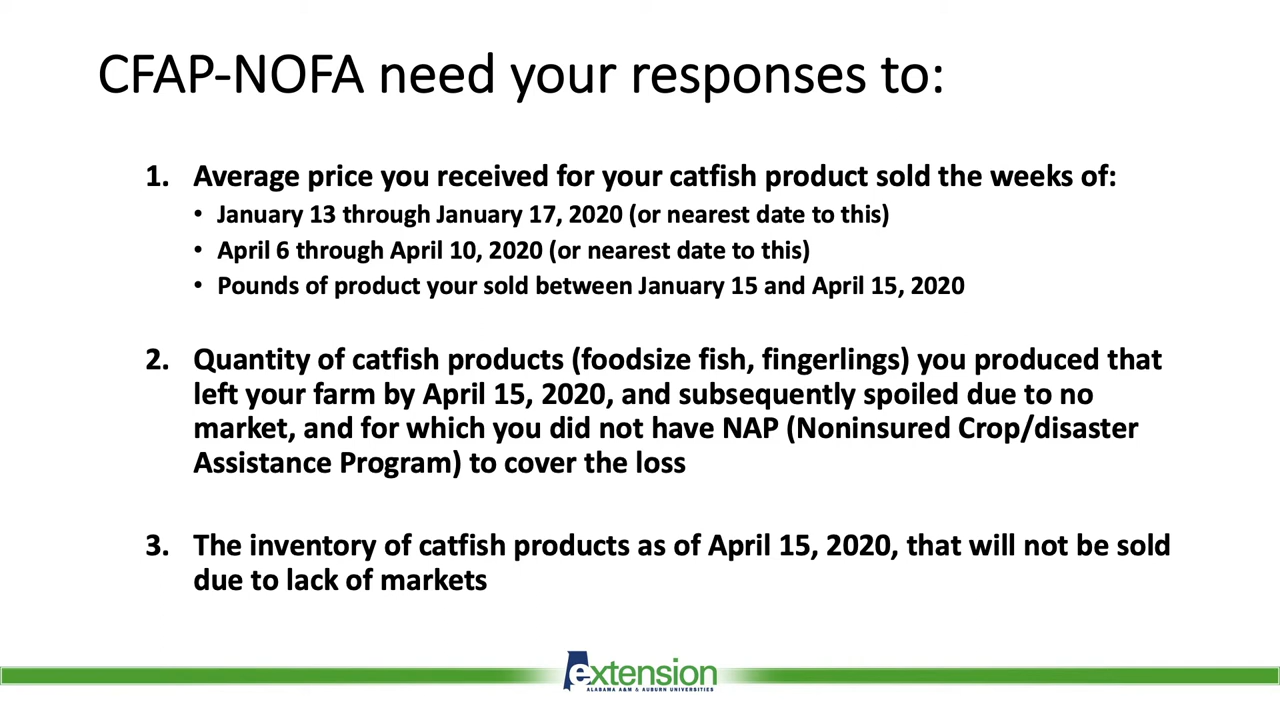 CFAP-NOFA need your responses to:
1. Average price you received for your catfish product sold the weeks of:
• January 13 through January 17, 2020 (or nearest date to this)
• April 6 through April 10, 2020 (or nearest date to this)
• Pounds of product your sold between January 15 and April 15, 2020
2. Quantity of catfish products (foodsize fish, fingerlings) you produced that
left your farm by April 15, 2020, and subsequently spoiled due to no
market, and for which you did not have NAP (Noninsured Crop/disaster
Assistance Program) to cover the loss
3. The inventory of catfish products as of April 15, 2020, that will not be sold
due to lack of markets
extension
ALABAMA A&M & AUBURN UNIVERSITIES